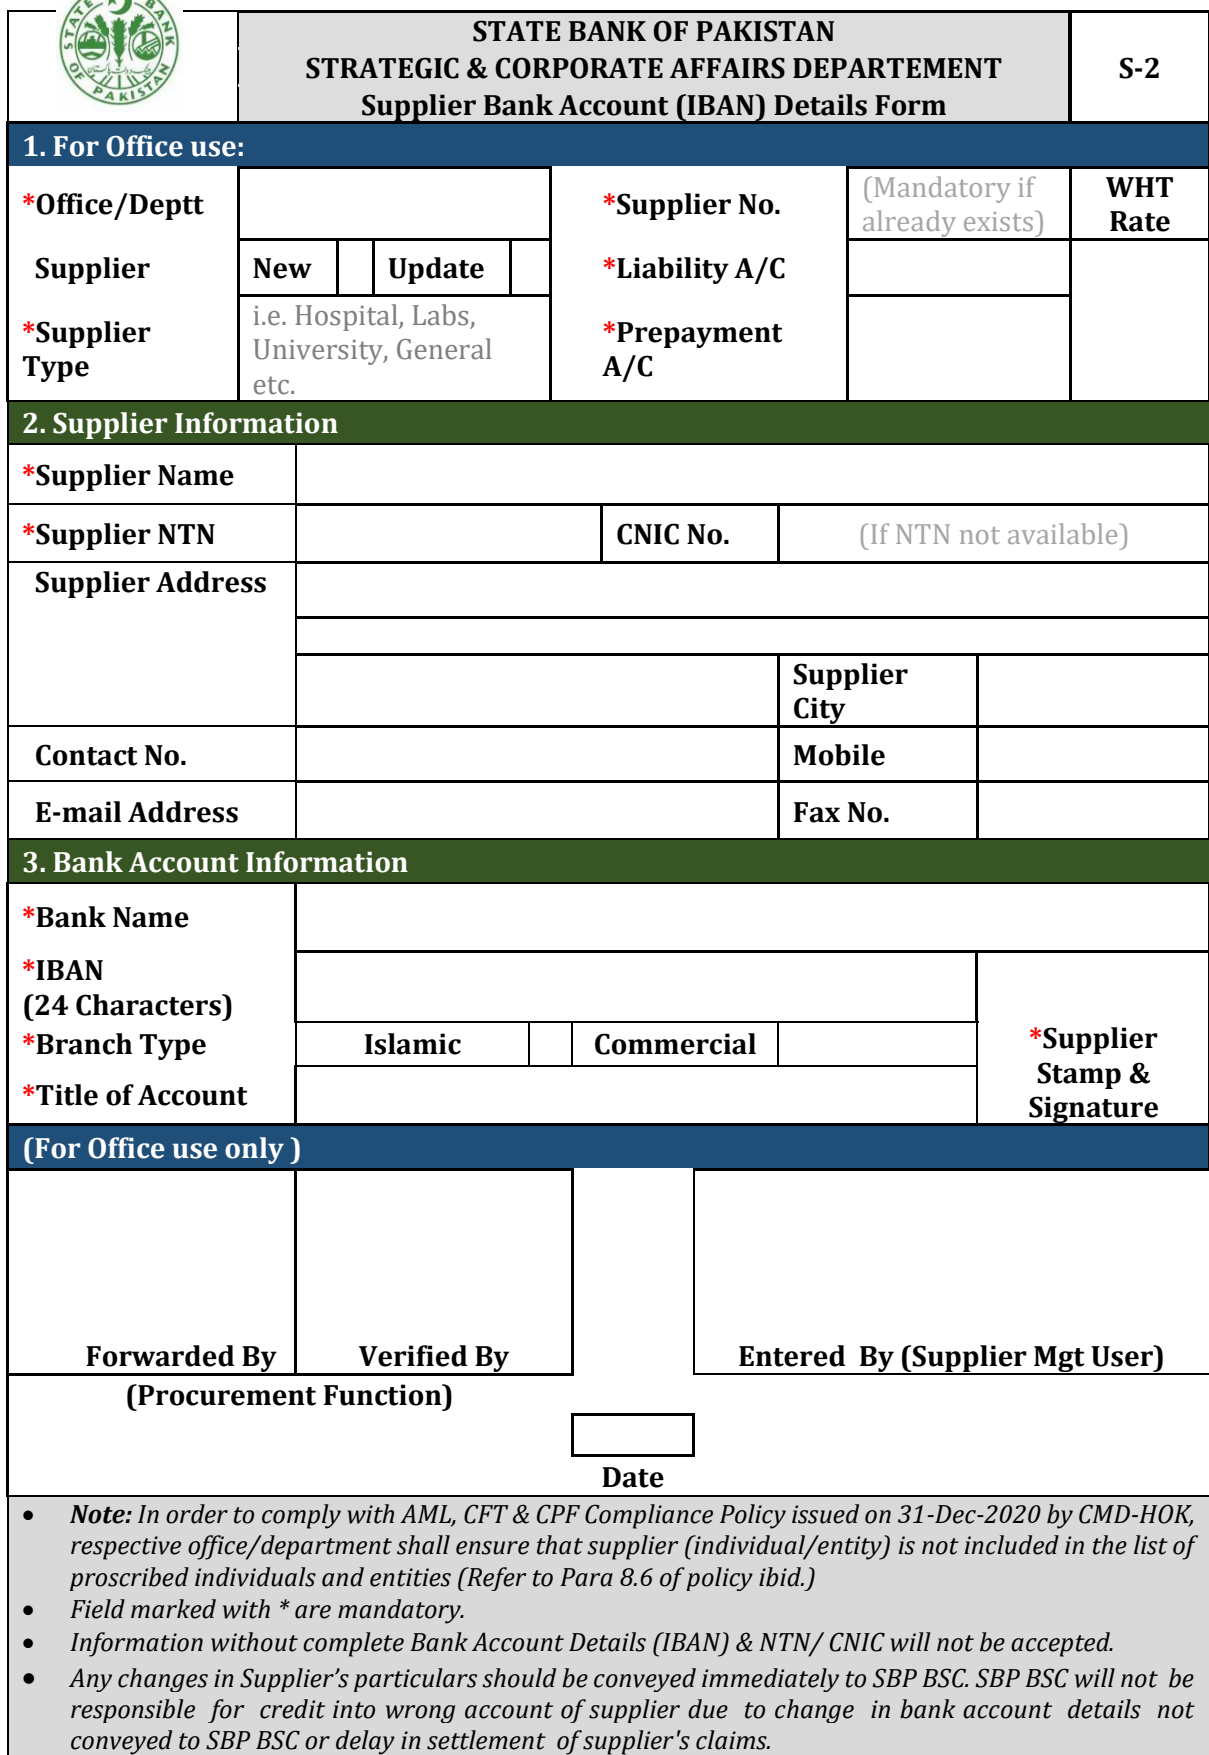 STATE BANK OF PAKISTAN
STATE BANK OF PAKISTAN
STRATEGIC & CORPORATE AFFAIRS DEPARTEMENT
Supplier Bank Account (IBAN) Details Form
S-2
1. For Office use:
*Office/Deptt
*Supplier No.
(Mandatory if
already exists)
WHT
Rate
Supplier New Update
*Liability A/C
*Supplier
Type
i.e. Hospital, Labs,
University, General
etc.
*Prepayment
A/C
2. Supplier Information
*Supplier Name
*Supplier NTN CNIC No. (If NTN not available)
Supplier Address
Supplier
City
Contact No. Mobile
E-mail Address Fax No.
3. Bank Account Information
*Bank Name
*IBAN
(24 Characters)
*Branch Type Islamic Commercial
*Title of Account
*Supplier
Stamp &
Signature
(For Office use only )
Forwarded By Verified By Entered By (Supplier Mgt User)
(Procurement Function)
Date
• Note: In order to comply with AML, CFT & CPF Compliance Policy issued on 31-Dec-2020 by CMD-HOK,
respective office/department shall ensure that supplier (individual/entity) is not included in the list of
proscribed individuals and entities (Refer to Para 8.6 of policy ibid.)
• Field marked with * are mandatory.
• Information without complete Bank Account Details (IBAN) & NTN/ CNIC will not be accepted.
• Any changes in Supplier's particulars should be conveyed immediately to SBP BSC. SBP BSC will not be
responsible for credit into wrong account of supplier due to change in bank account details not
conveyed to SBP BSC or delay in settlement of supplier's claims.